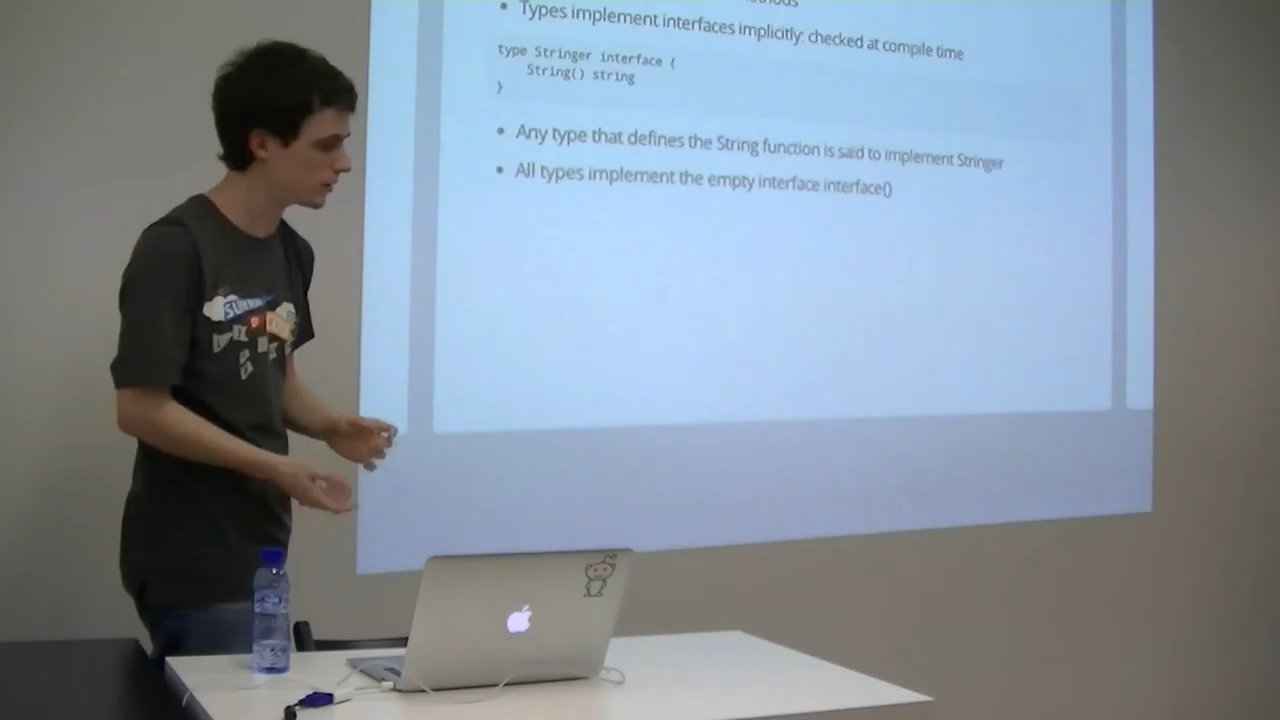 Types implement interfaces implicitly: checked at compile time
type Stringer interface {
String() string
}
Any type that defines the String function is said to implement Stringer
All types implement the empty interface interface{}